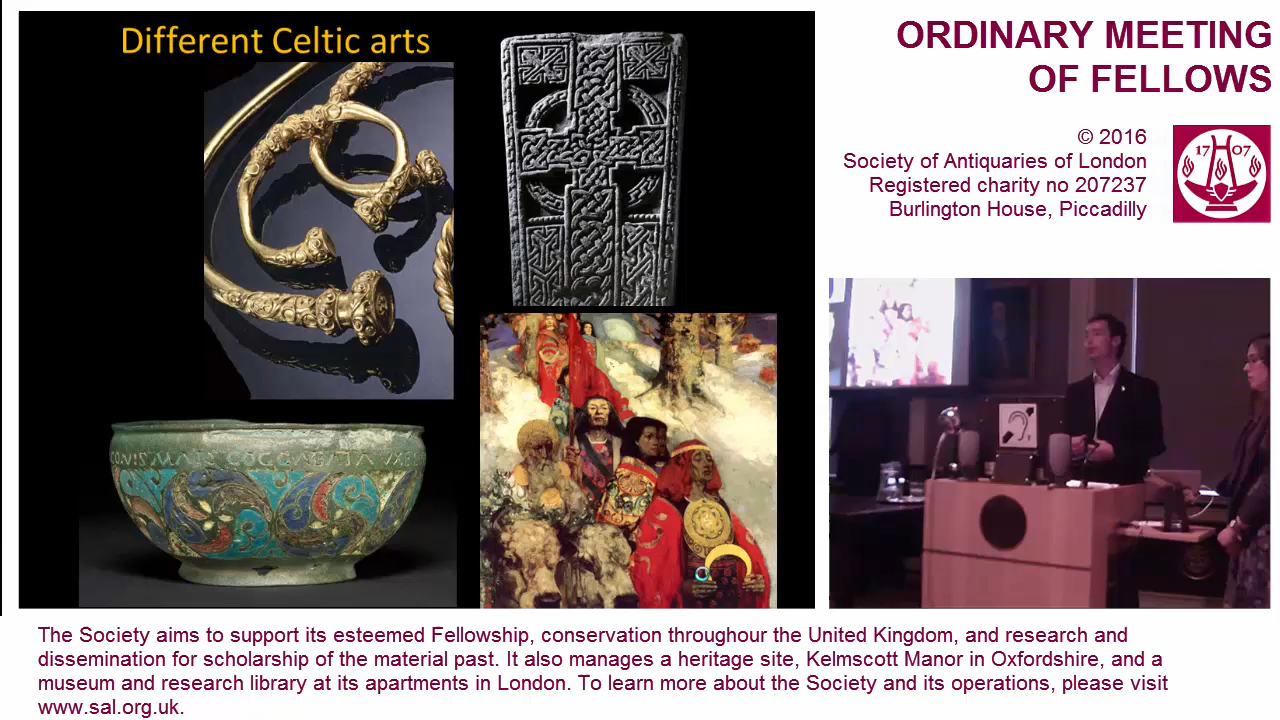 Different Celtic arts
ORDINARY MEETING
OF FELLOWS
© 2016
Society of Antiquaries of London
Registered charity no 207237
Burlington House, Piccadilly
17 07
The Society aims to support its esteemed Fellowship, conservation throughour the United Kingdom, and research and
dissemination for scholarship of the material past. It also manages a heritage site, Kelmscott Manor in Oxfordshire, and a
museum and research library at its apartments in London. To learn more about the Society and its operations, please visit
www.sal.org.uk.